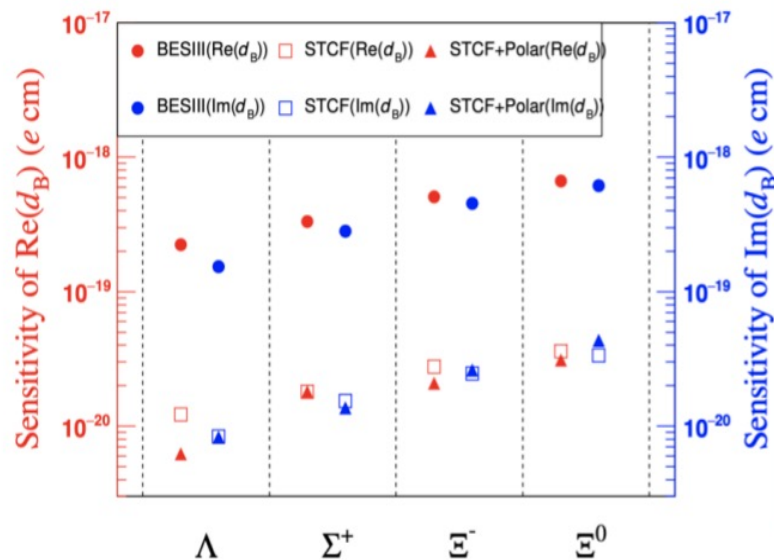 BESIII(Re(d_B)) STCF(Re(d_B)) STCF+Polar(Re(d_B))
BESIII(Im(d_B)) STCF(Im(d_B)) STCF+Polar(Im(d_B))
Sensitivity of Re(d_B) (e cm)
10⁻¹⁷
10⁻¹⁸
10⁻¹⁹
10⁻²⁰
10⁻¹⁷
10⁻¹⁸
10⁻¹⁹
10⁻²⁰
Sensitivity of Im(d_B) (e cm)
Λ Σ⁺ Ξ⁻ Ξ⁰